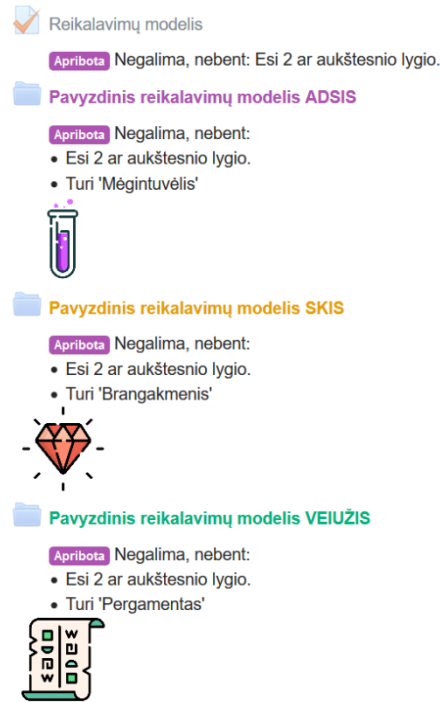 Reikalavimų modelis
Apribota Negalima, nebent: Esi 2 ar aukštesnio lygio.
Pavyzdinis reikalavimų modelis ADSIS
Apribota Negalima, nebent:
• Esi 2 ar aukštesnio lygio.
• Turi 'Mėgintuvėlis'
Pavyzdinis reikalavimų modelis SKIS
Apribota Negalima, nebent:
• Esi 2 ar aukštesnio lygio.
• Turi 'Brangakmenis'
Pavyzdinis reikalavimų modelis VEIUŽIS
Apribota Negalima, nebent:
• Esi 2 ar aukštesnio lygio.
• Turi 'Pergamentas'